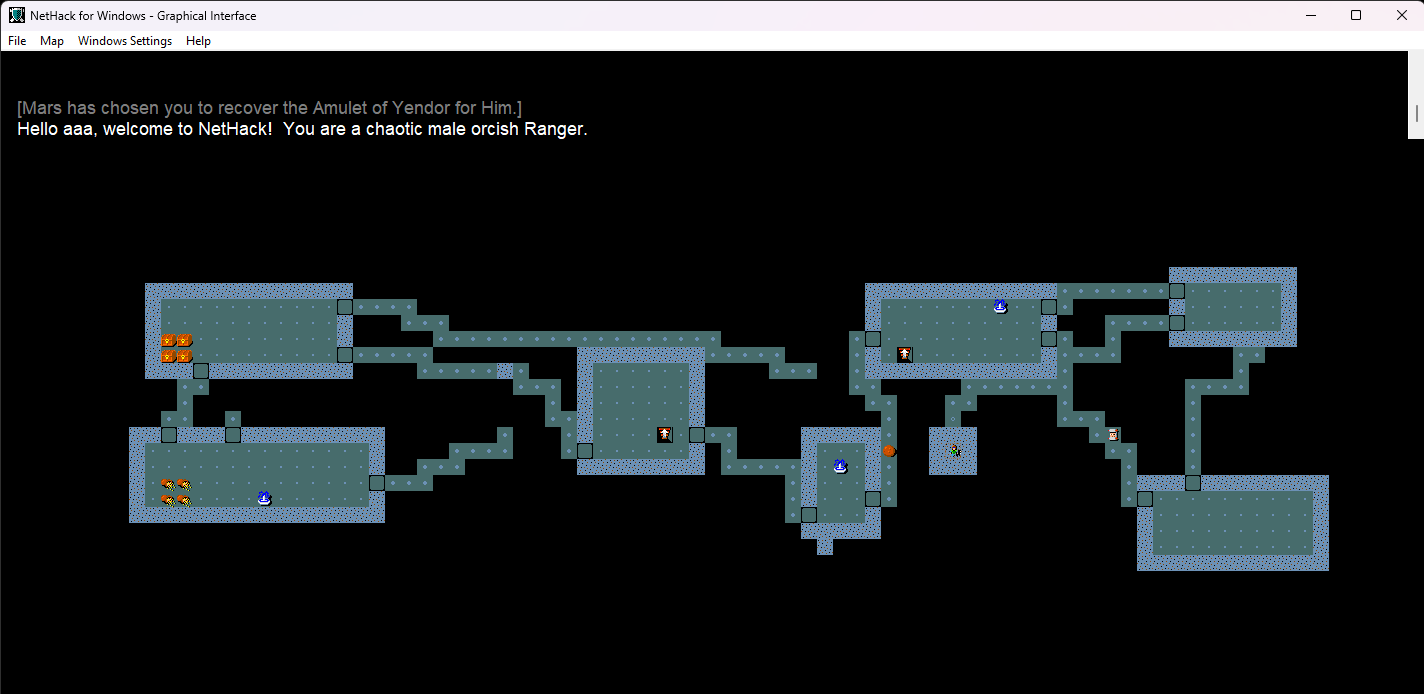 NetHack for Windows - Graphical Interface
File Map Windows Settings Help
[Mars has chosen you to recover the Amulet of Yendor for Him.]
Hello aaa, welcome to NetHack!  You are a chaotic male orcish Ranger.